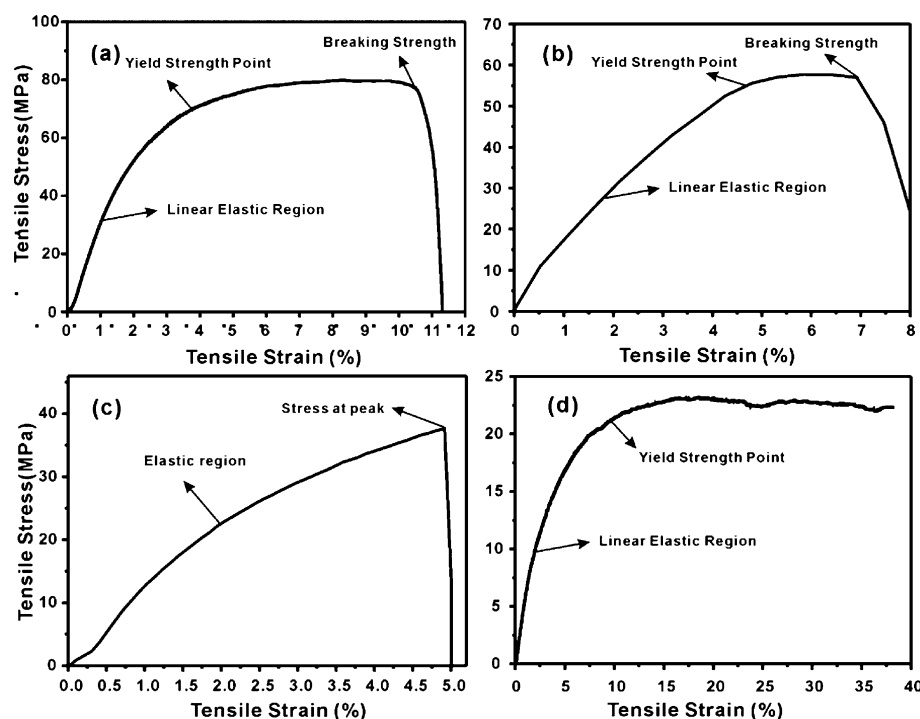 100
80
60
40
20
0
Tensile Stress(MPa)
(a)
Yield Strength Point
Breaking Strength
Linear Elastic Region
0 1 2 3 4 5 6 7 8 9 10 11 12
Tensile Strain (%)
70
60
50
40
30
20
10
0
(b)
Yield Strength Point
Breaking Strength
Linear Elastic Region
0 1 2 3 4 5 6 7 8
Tensile Strain (%)
40
30
20
10
0
Tensile Stress(MPa)
(c)
Stress at peak
Elastic region
0.0 0.5 1.0 1.5 2.0 2.5 3.0 3.5 4.0 4.5 5.0
Tensile Strain (%)
25
20
15
10
5
0
(d)
Yield Strength Point
Linear Elastic Region
0 5 10 15 20 25 30 35 40
Tensile Strain (%)